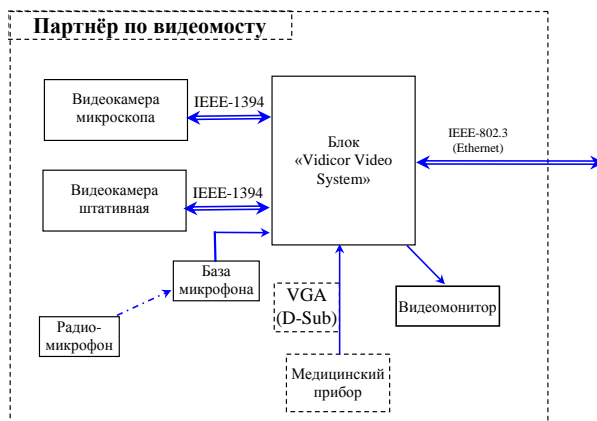 Партнёр по видеомосту
Видеокамера
микроскопа
IEEE-1394
Блок
«Vidicor Video
System»
IEEE-802.3
(Ethernet)
Видеокамера
штативная
IEEE-1394
База
микрофона
Радио-
микрофон
VGA
(D-Sub)
Видеомонитор
Медицинский
прибор